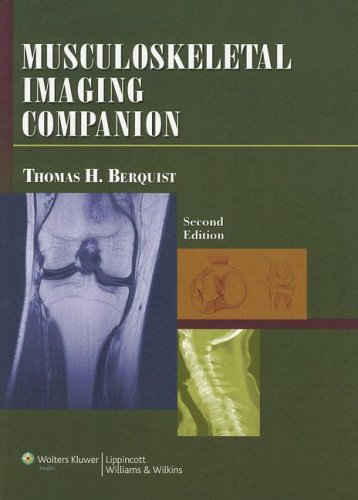 MUSCULOSKELETAL
IMAGING
COMPANION
THOMAS H. BERQUIST
Second
Edition
Wolters Kluwer
Health
Lippincott
Williams & Wilkins